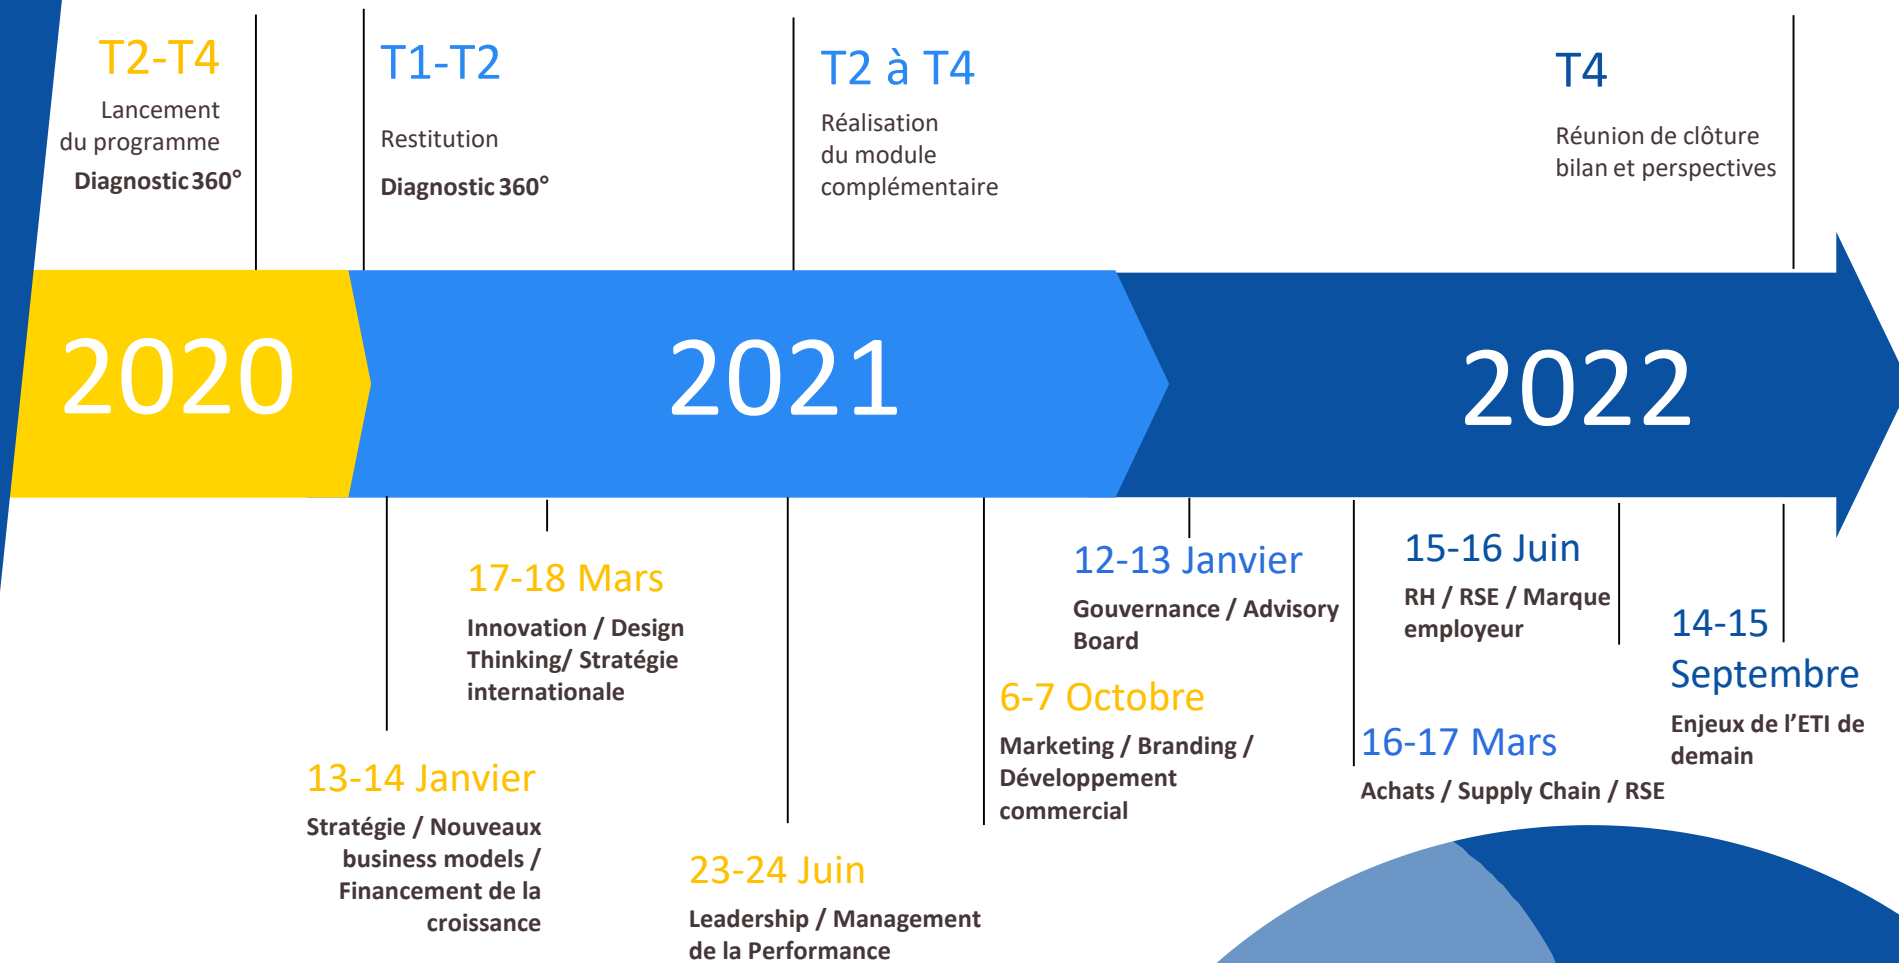 T2-T4
Lancement
du programme
Diagnostic 360°
T1-T2
Restitution
Diagnostic 360°
T2 à T4
Réalisation
du module
complémentaire
T4
Réunion de clôture
bilan et perspectives
2020
2021
2022
13-14 Janvier
Stratégie / Nouveaux
business models /
Financement de la
croissance
17-18 Mars
Innovation / Design
Thinking/ Stratégie
internationale
23-24 Juin
Leadership / Management
de la Performance
6-7 Octobre
Marketing / Branding /
Développement
commercial
12-13 Janvier
Gouvernance / Advisory
Board
16-17 Mars
Achats / Supply Chain / RSE
15-16 Juin
RH / RSE / Marque
employeur
14-15
Septembre
Enjeux de l’ETI de
demain